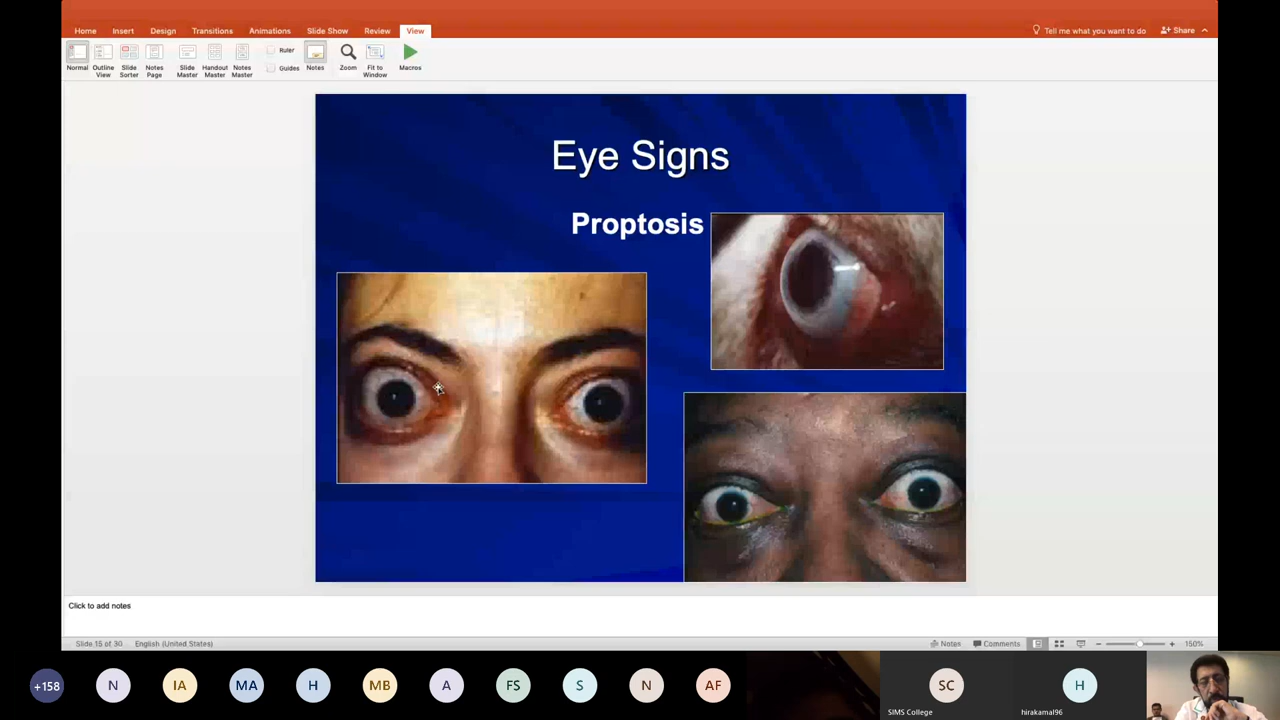 Home Insert Design Transitions Animations Slide Show Review View
Tell me what you want to do
Share
Normal
Outline View
Slide Sorter
Notes Page
Slide Master
Handout Master
Notes Master
Ruler
Guides
Notes
Zoom
Fit to Window
Macros
Eye Signs
Proptosis
Click to add notes
Slide 15 of 30
English (United States)
Notes
Comments
150%
+158
N
IA
MA
H
MB
A
FS
S
N
AF
SC
SIMS College
H
hirakamal96